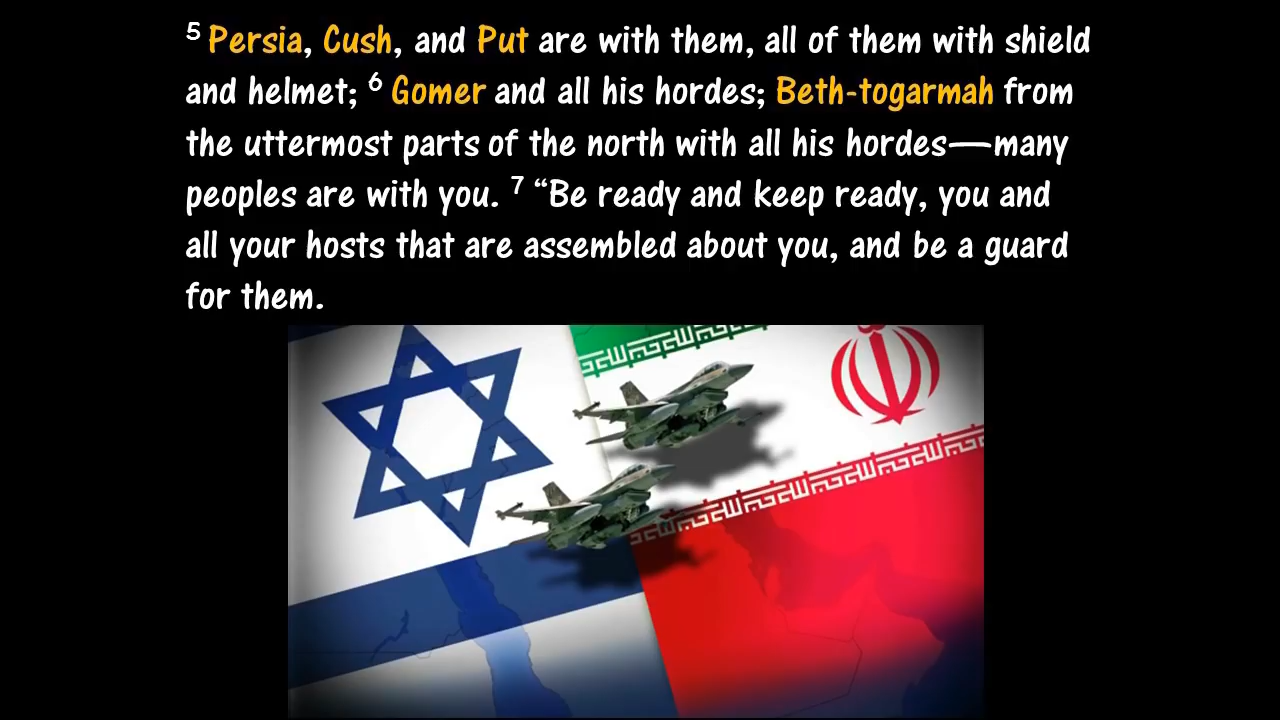 ⁵ Persia, Cush, and Put are with them, all of them with shield
and helmet; ⁶ Gomer and all his hordes; Beth-togarmah from
the uttermost parts of the north with all his hordes—many
peoples are with you. ⁷ “Be ready and keep ready, you and
all your hosts that are assembled about you, and be a guard
for them.